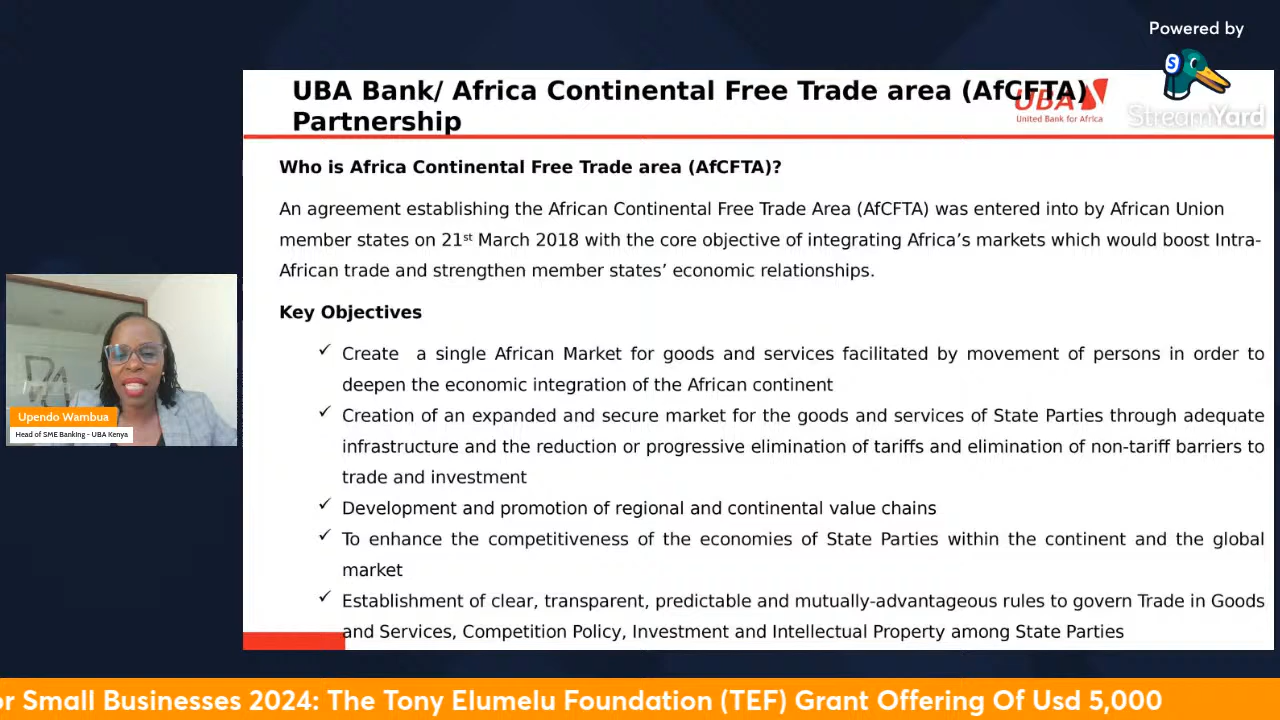 Powered by
StreamYard
UBA Bank/ Africa Continental Free Trade area (AfCFTA)
Partnership
UBA
United Bank for Africa
Who is Africa Continental Free Trade area (AfCFTA)?
An agreement establishing the African Continental Free Trade Area (AfCFTA) was entered into by African Union
member states on 21st March 2018 with the core objective of integrating Africa’s markets which would boost Intra-
African trade and strengthen member states’ economic relationships.
Key Objectives
✓ Create a single African Market for goods and services facilitated by movement of persons in order to
deepen the economic integration of the African continent
✓ Creation of an expanded and secure market for the goods and services of State Parties through adequate
infrastructure and the reduction or progressive elimination of tariffs and elimination of non-tariff barriers to
trade and investment
✓ Development and promotion of regional and continental value chains
✓ To enhance the competitiveness of the economies of State Parties within the continent and the global
market
✓ Establishment of clear, transparent, predictable and mutually-advantageous rules to govern Trade in Goods
and Services, Competition Policy, Investment and Intellectual Property among State Parties
Upendo Wambua
Head of SME Banking - UBA Kenya
or Small Businesses 2024: The Tony Elumelu Foundation (TEF) Grant Offering Of Usd 5,000